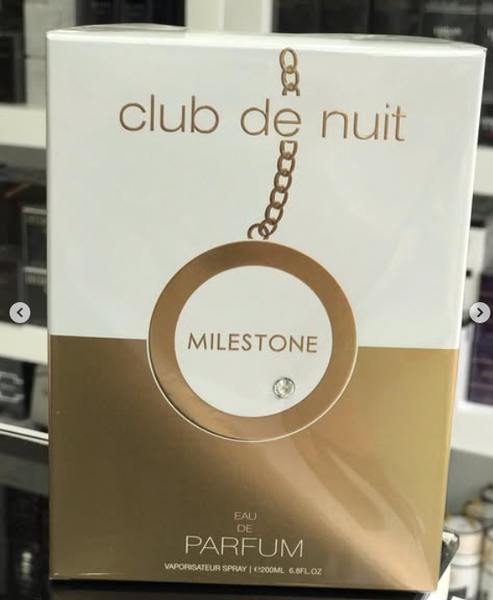 club de nuit
MILESTONE
EAU
DE
PARFUM
VAPORISATEUR SPRAY | ℮200ML 6.8FL.OZ